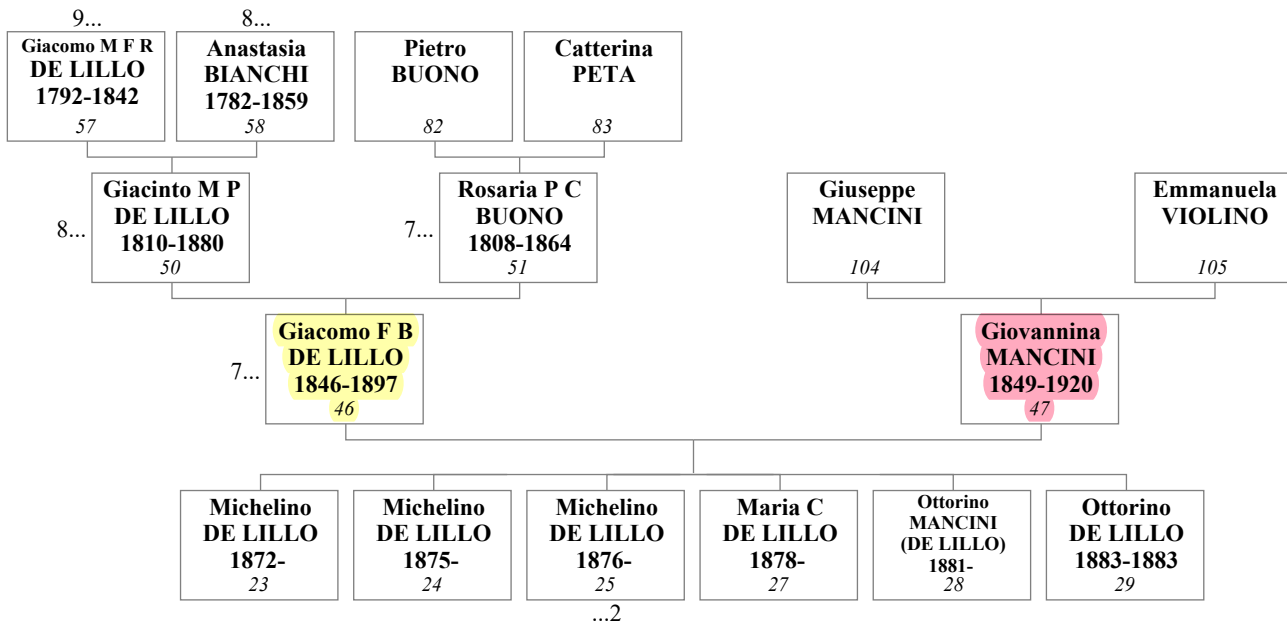 9...
8...
Giacomo M F R
DE LILLO
1792-1842
57
Anastasia
BIANCHI
1782-1859
58
Pietro
BUONO
82
Catterina
PETA
83
8...
Giacinto M P
DE LILLO
1810-1880
50
7...
Rosaria P C
BUONO
1808-1864
51
Giuseppe
MANCINI
104
Emmanuela
VIOLINO
105
7...
Giacomo F B
DE LILLO
1846-1897
46
Giovannina
MANCINI
1849-1920
47
Michelino
DE LILLO
1872-
23
Michelino
DE LILLO
1875-
24
Michelino
DE LILLO
1876-
25
Maria C
DE LILLO
1878-
27
Ottorino
MANCINI
(DE LILLO)
1881-
28
Ottorino
DE LILLO
1883-1883
29
...2